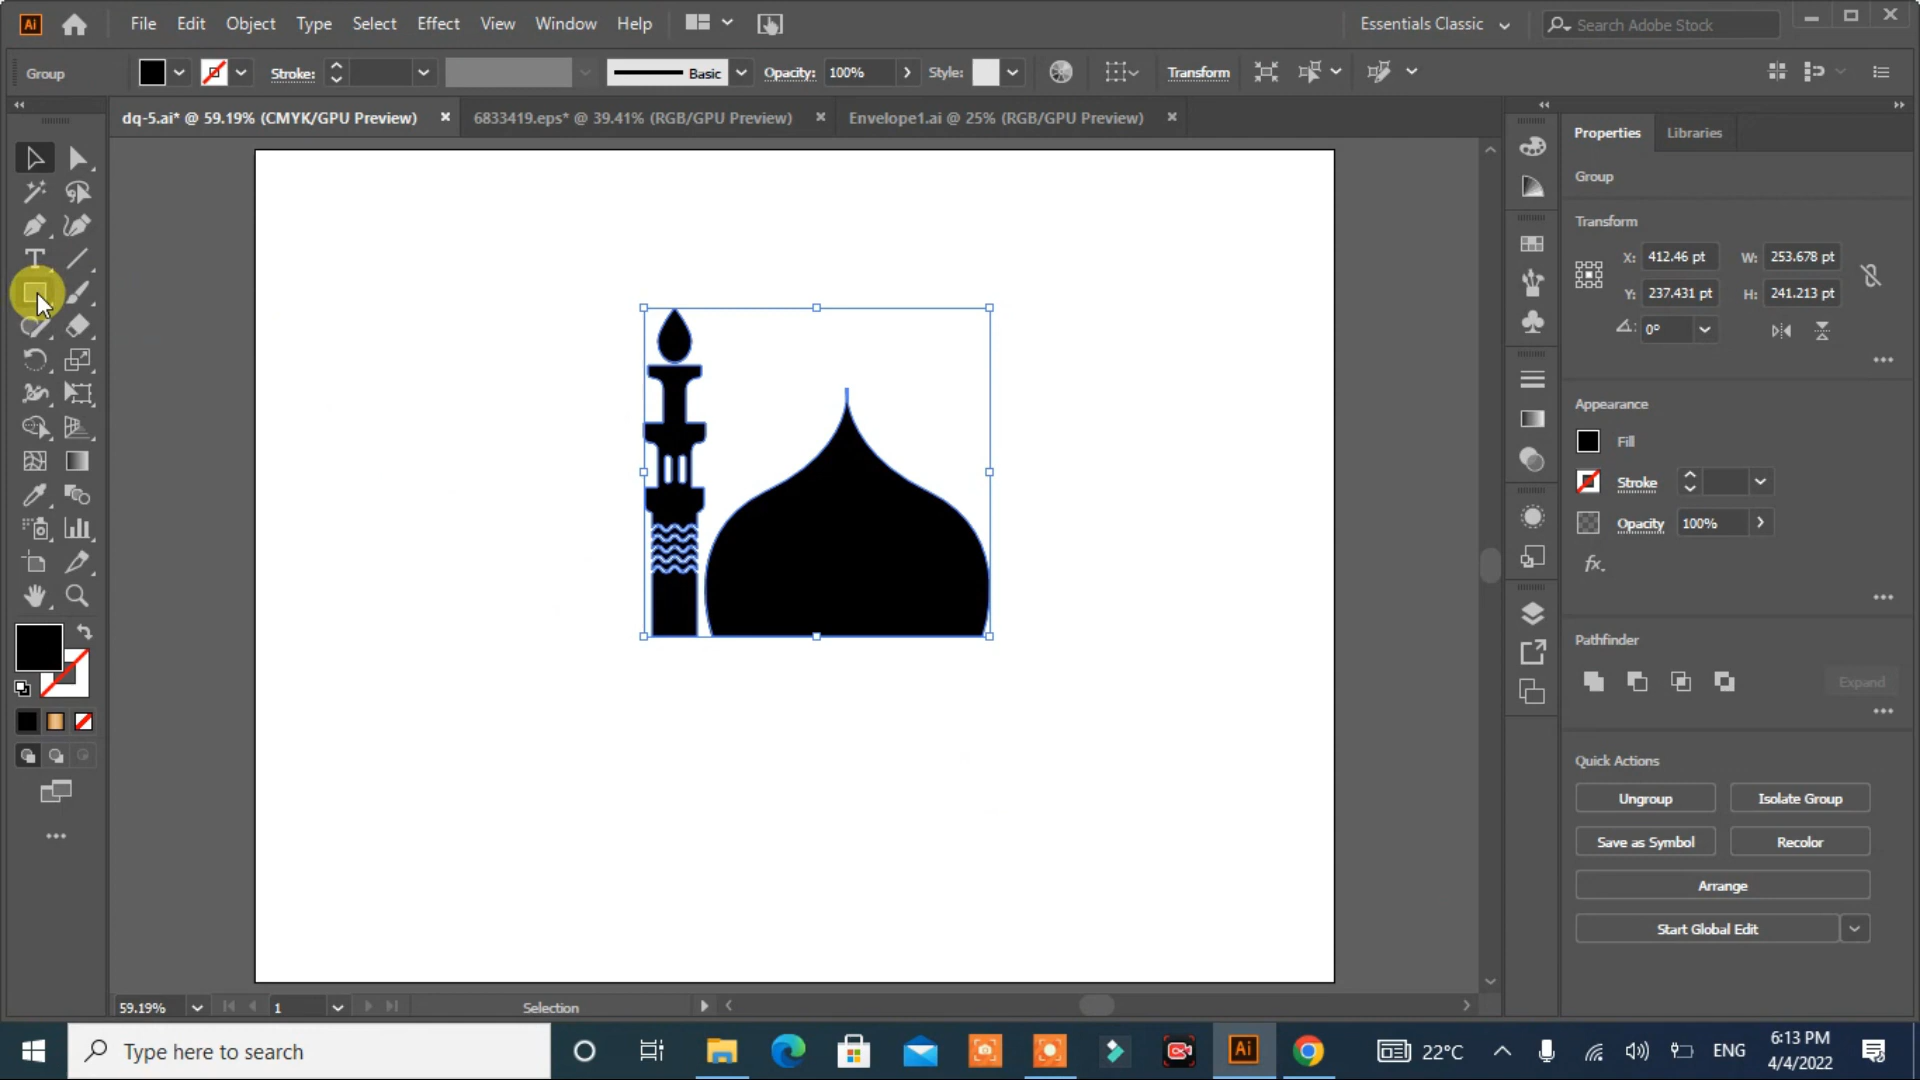 Ai File Edit Object Type Select Effect View Window Help Essentials Classic Search Adobe Stock
Group Stroke: Basic Opacity: 100% Style: Transform
dq-5.ai* @ 59.19% (CMYK/GPU Preview) × 6833419.eps* @ 39.41% (RGB/GPU Preview) × Envelope1.ai @ 25% (RGB/GPU Preview) ×
Properties Libraries
Group
Transform
X: 412.46 pt W: 253.678 pt
Y: 237.431 pt H: 241.213 pt
0°
Appearance
Fill
Stroke
Opacity 100%
fx.
Pathfinder
Expand
Quick Actions
Ungroup Isolate Group
Save as Symbol Recolor
Arrange
Start Global Edit
59.19% 1 Selection
Type here to search Ai 22°C ENG 6:13 PM
4/4/2022